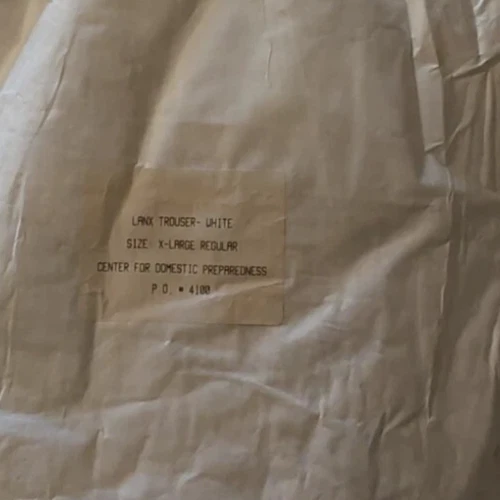 LANX TROUSER- WHITE
SIZE: X-LARGE REGULAR
CENTER FOR DOMESTIC PREPAREDNESS
P.O. # 4100